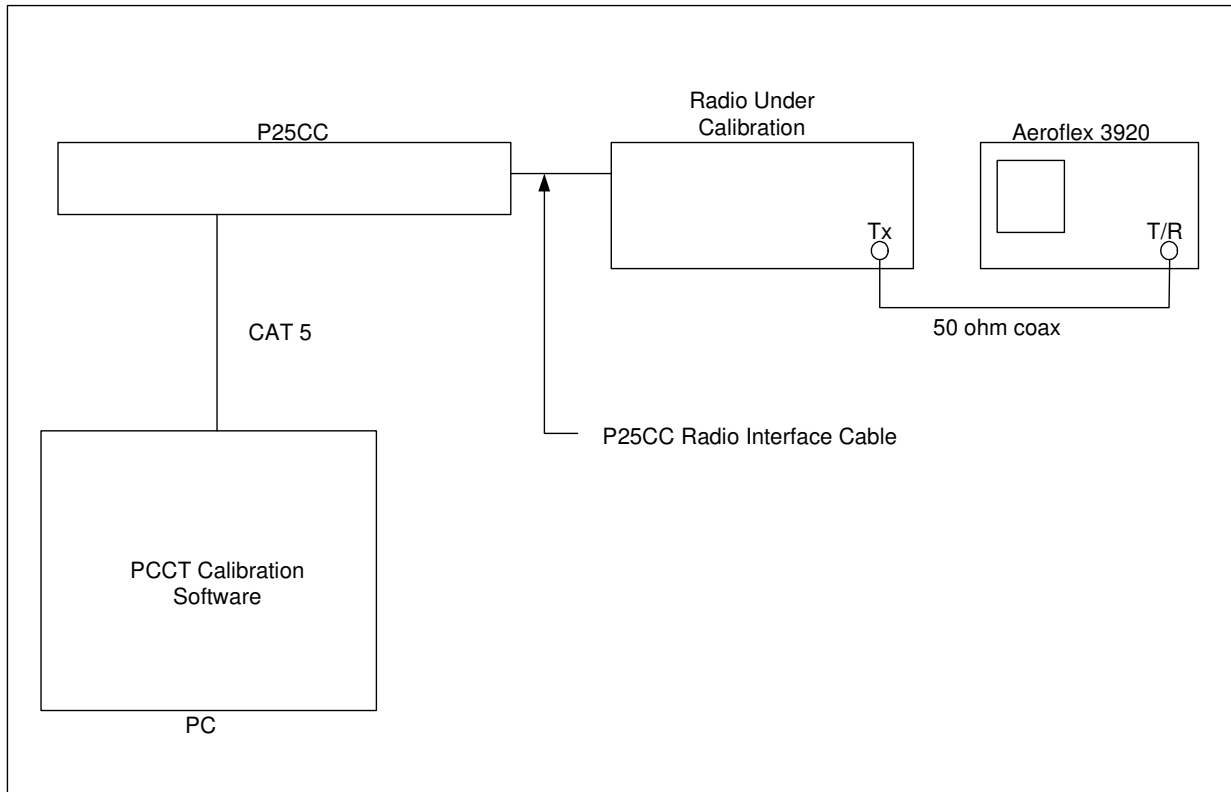 Radio Under
Calibration
P25CC
Aeroflex 3920
Tx
T/R
CAT 5
50 ohm coax
P25CC Radio Interface Cable
PCCT Calibration
Software
PC